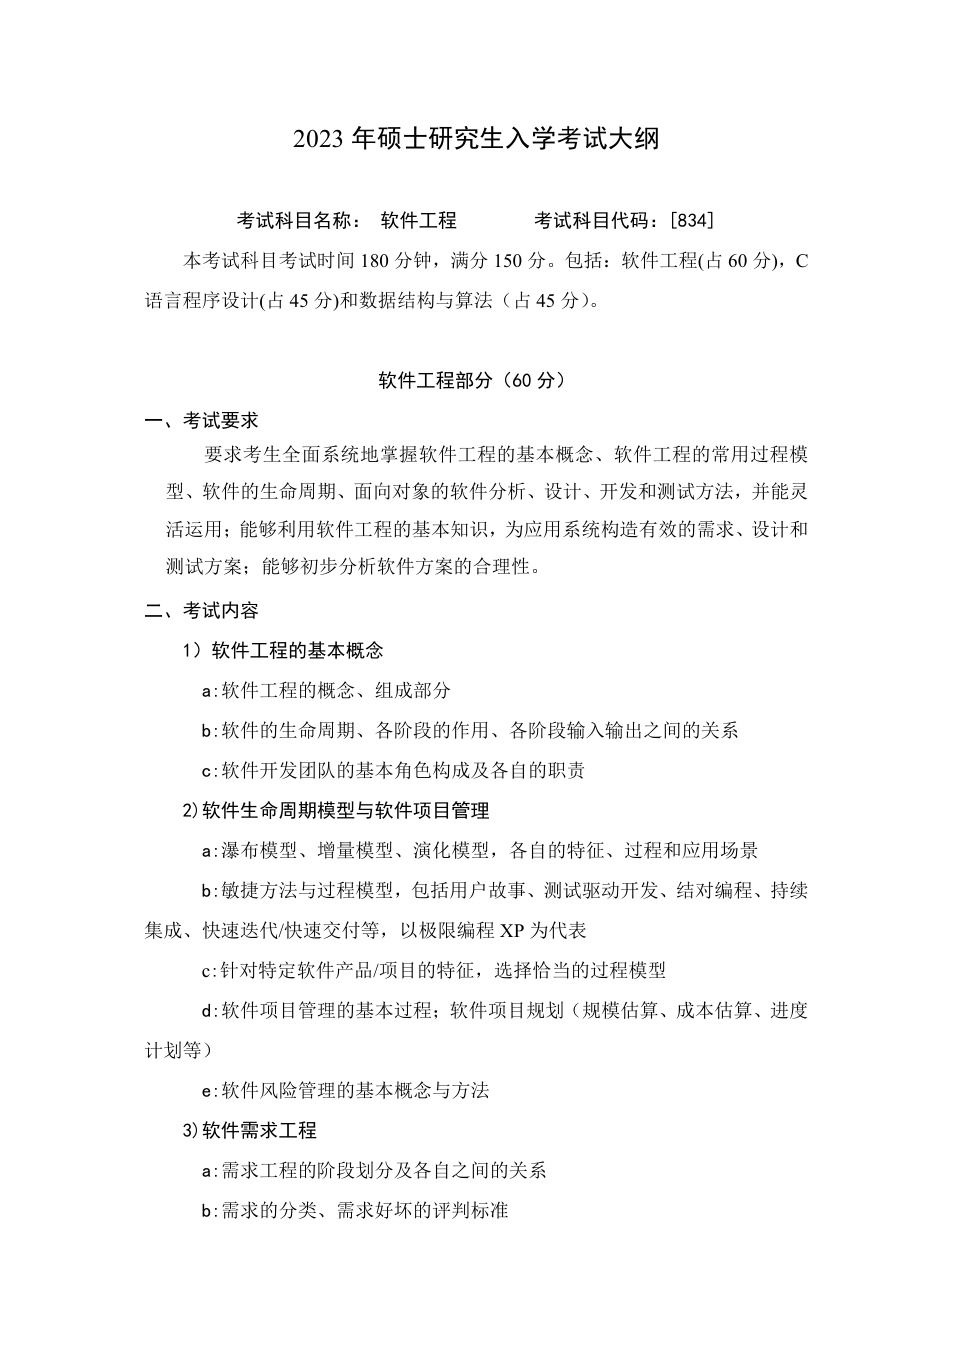 2023 年硕士研究生入学考试大纲
考试科目名称： 软件工程 考试科目代码：[834]
本考试科目考试时间 180 分钟，满分 150 分。包括：软件工程(占 60 分)，C
语言程序设计(占 45 分)和数据结构与算法（占 45 分）。
软件工程部分（60 分）
一、考试要求
要求考生全面系统地掌握软件工程的基本概念、软件工程的常用过程模
型、软件的生命周期、面向对象的软件分析、设计、开发和测试方法，并能灵
活运用；能够利用软件工程的基本知识，为应用系统构造有效的需求、设计和
测试方案；能够初步分析软件方案的合理性。
二、考试内容
1）软件工程的基本概念
a:软件工程的概念、组成部分
b:软件的生命周期、各阶段的作用、各阶段输入输出之间的关系
c:软件开发团队的基本角色构成及各自的职责
2)软件生命周期模型与软件项目管理
a:瀑布模型、增量模型、演化模型，各自的特征、过程和应用场景
b:敏捷方法与过程模型，包括用户故事、测试驱动开发、结对编程、持续
集成、快速迭代/快速交付等，以极限编程 XP 为代表
c:针对特定软件产品/项目的特征，选择恰当的过程模型
d:软件项目管理的基本过程；软件项目规划（规模估算、成本估算、进度
计划等）
e:软件风险管理的基本概念与方法
3)软件需求工程
a:需求工程的阶段划分及各自之间的关系
b:需求的分类、需求好坏的评判标准